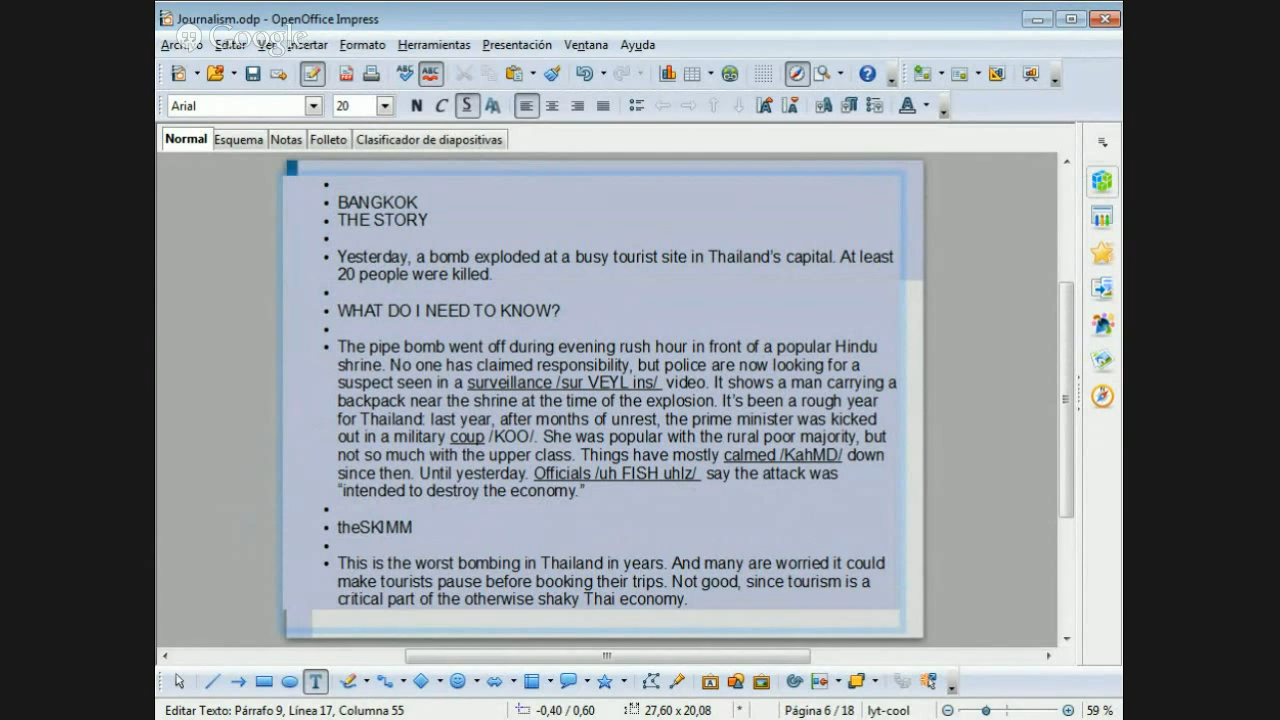 Journalism.odp - OpenOffice Impress
Google
Archivo Editar Ver Insertar Formato Herramientas Presentación Ventana Ayuda
Arial 20 N C S
Normal Esquema Notas Folleto Clasificador de diapositivas
BANGKOK
THE STORY
Yesterday, a bomb exploded at a busy tourist site in Thailand's capital. At least
20 people were killed.
WHAT DO I NEED TO KNOW?
The pipe bomb went off during evening rush hour in front of a popular Hindu
shrine. No one has claimed responsibility, but police are now looking for a
suspect seen in a surveillance /sur VEYL ins/ video. It shows a man carrying a
backpack near the shrine at the time of the explosion. It's been a rough year
for Thailand: last year, after months of unrest, the prime minister was kicked
out in a military coup /KOO/. She was popular with the rural poor majority, but
not so much with the upper class. Things have mostly calmed /KahMD/ down
since then. Until yesterday. Officials /uh FISH uhlz/ say the attack was
“intended to destroy the economy.”
theSKIMM
This is the worst bombing in Thailand in years. And many are worried it could
make tourists pause before booking their trips. Not good, since tourism is a
critical part of the otherwise shaky Thai economy.
Editar Texto: Párrafo 9, Línea 17, Columna 55 -0,40 / 0,60 27,60 x 20,08 * Página 6 / 18 lyt-cool 59 %